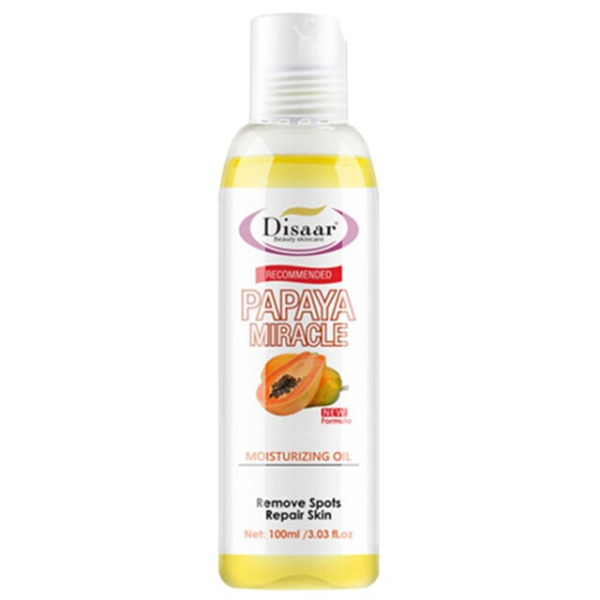 Disaar®
Beauty skincare
RECOMMENDED
PAPAYA
MIRACLE
NEW
Formula
MOISTURIZING OIL
Remove Spots
Repair Skin
Net: 100ml /3.03 fl.oz